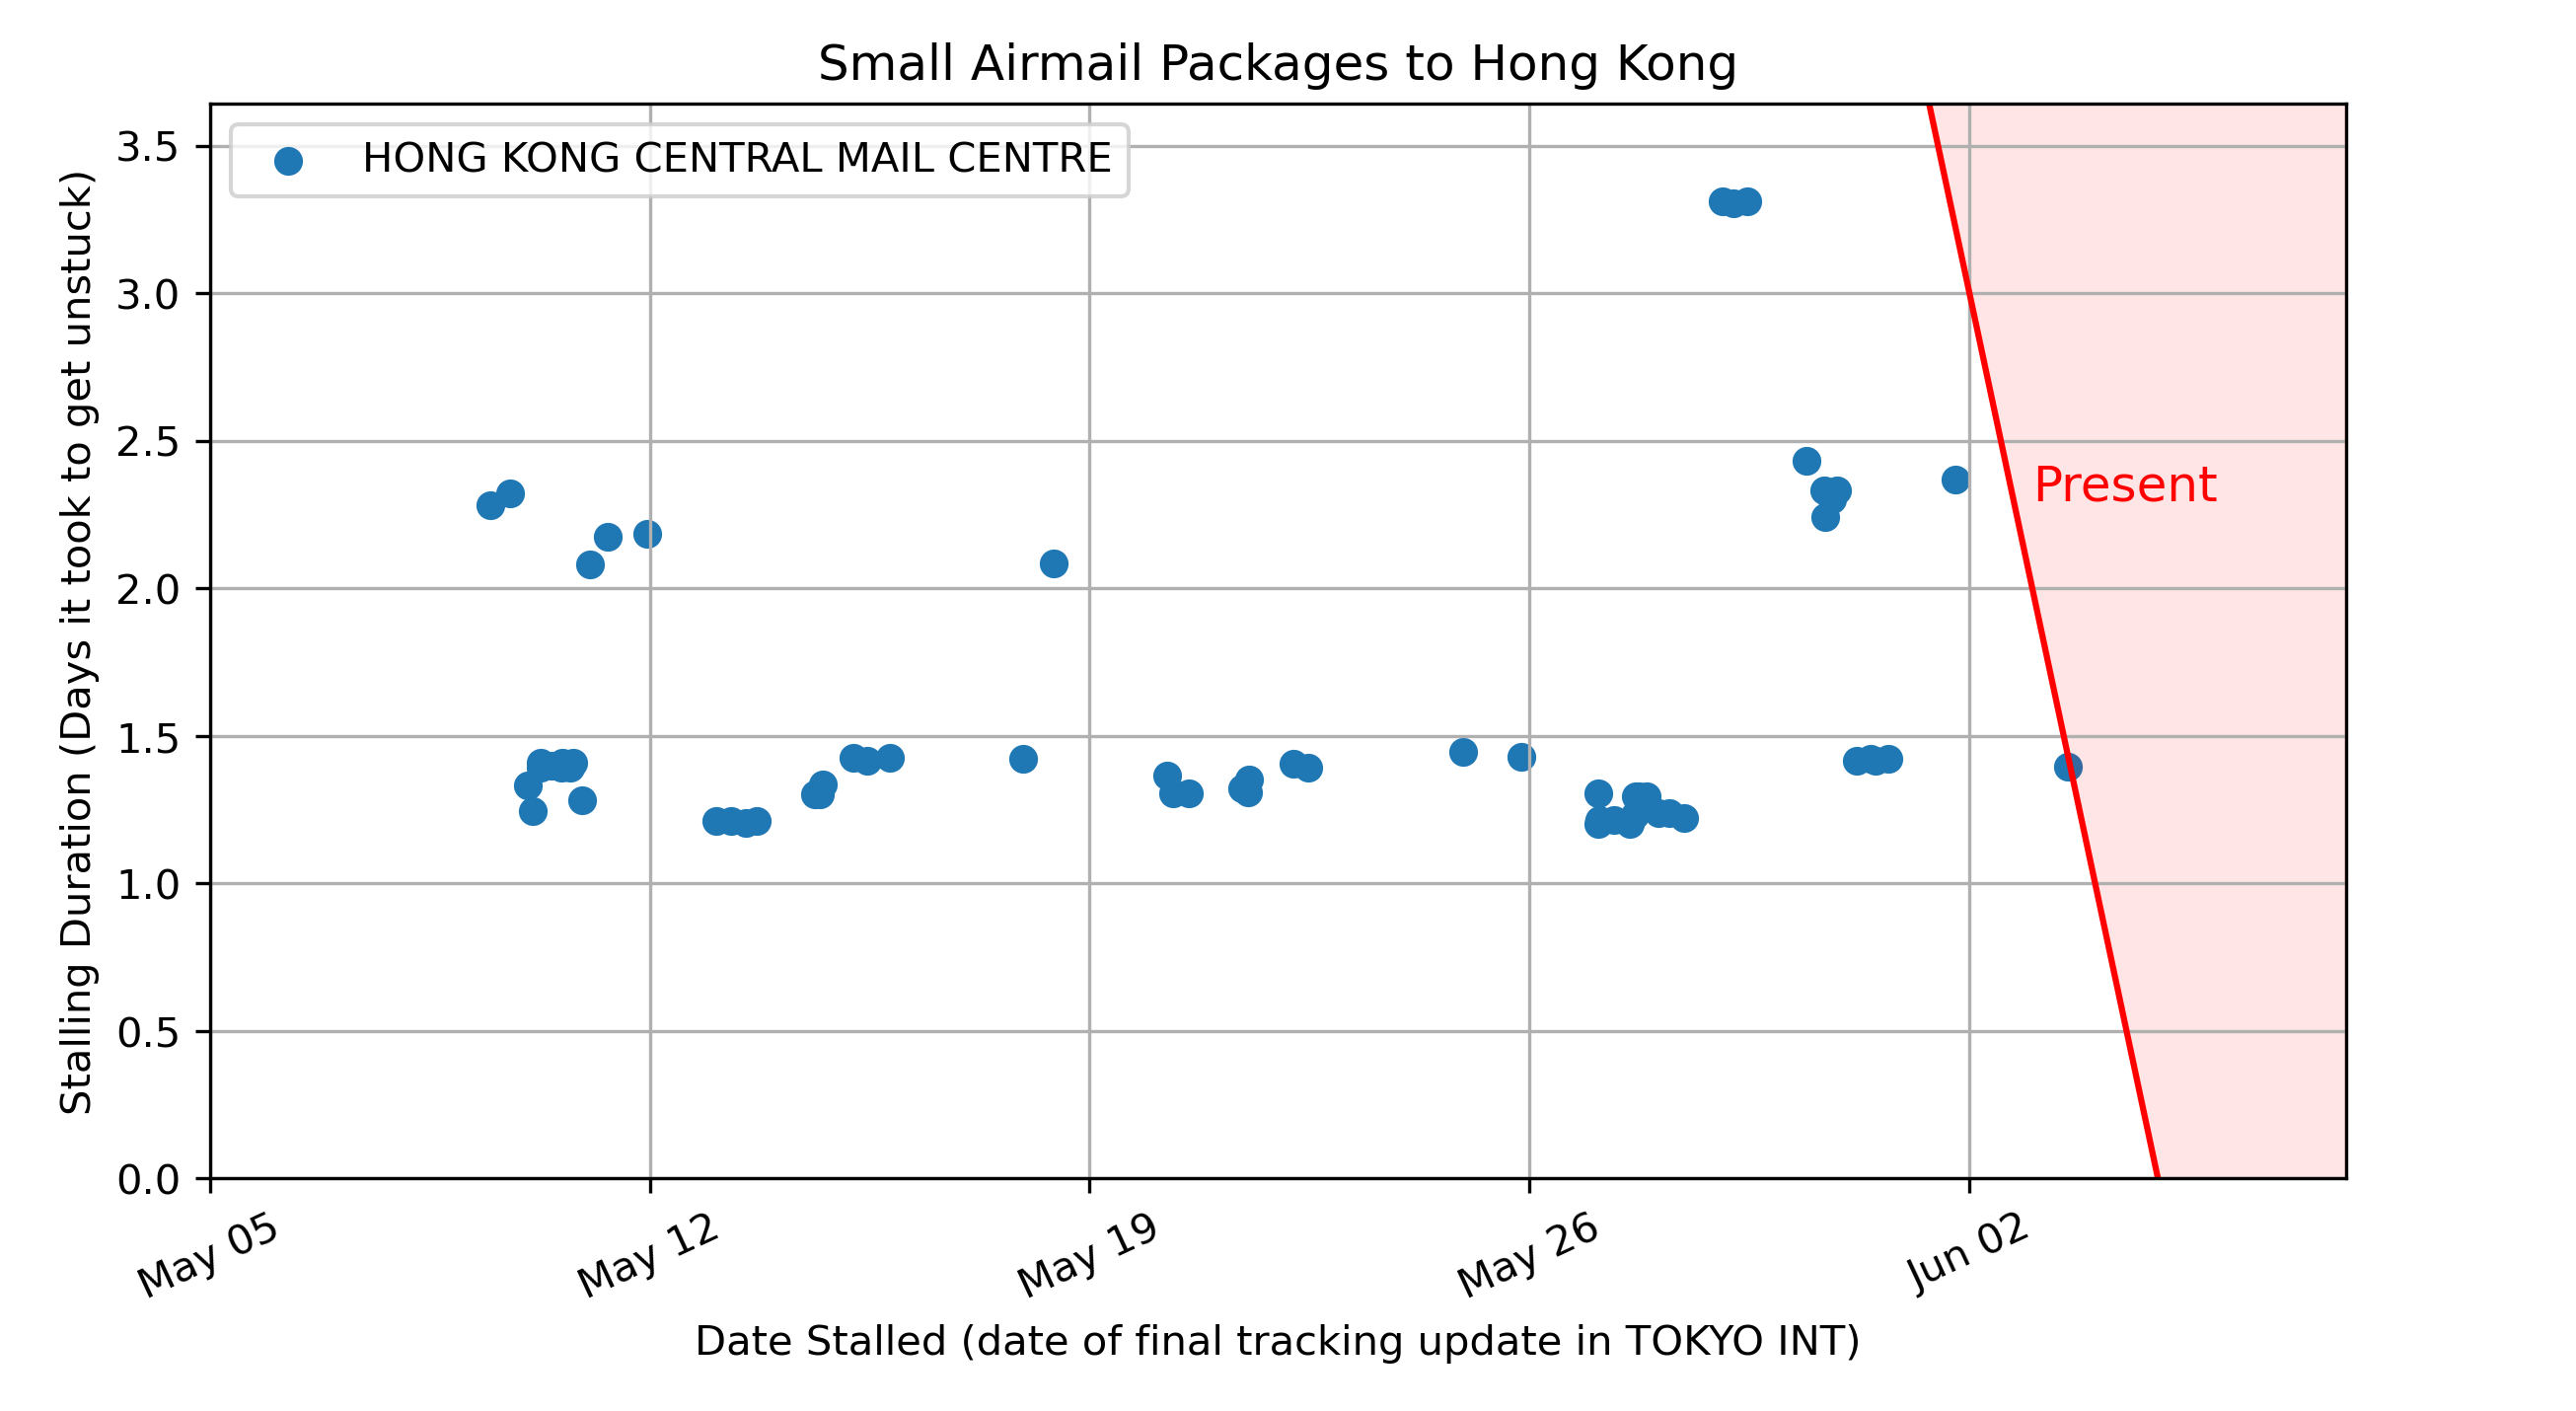 Small Airmail Packages to Hong Kong
HONG KONG CENTRAL MAIL CENTRE
Stalling Duration (Days it took to get unstuck)
3.5
3.0
2.5
2.0
1.5
1.0
0.5
0.0
Present
May 05
May 12
May 19
May 26
Jun 02
Date Stalled (date of final tracking update in TOKYO INT)